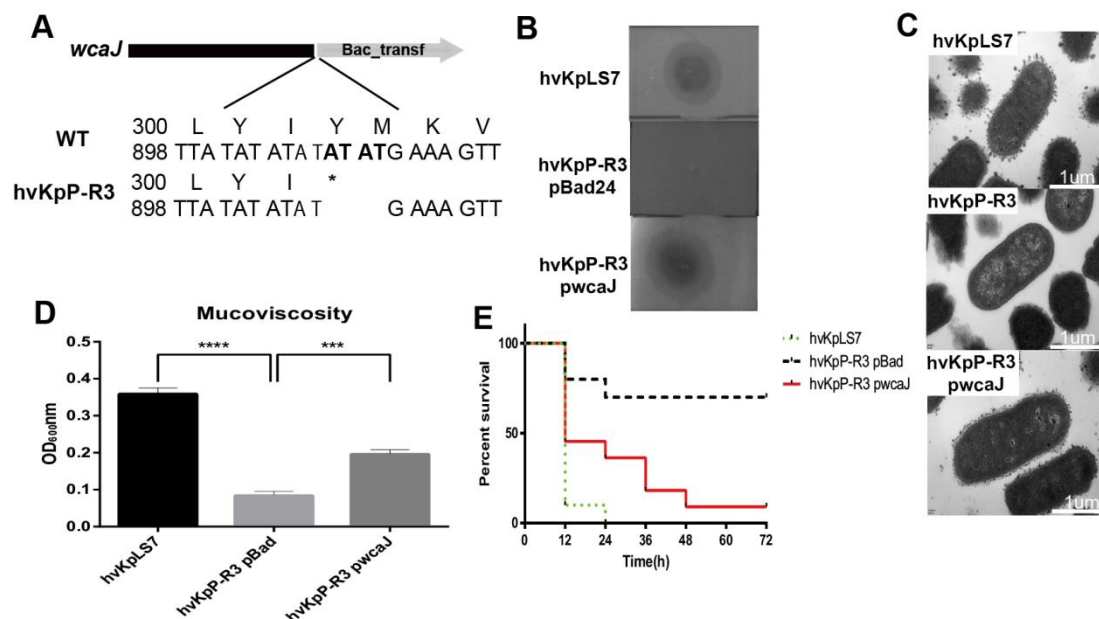 A
wcaJ
Bac_transf
WT
300 L Y I Y M K V
898 TTA TAT ATA T AT ATG AAA GTT
hvKpP-R3
300 L Y I *
898 TTA TAT ATA T G AAA GTT
B
hvKpLS7
hvKpP-R3
pBad24
hvKpP-R3
pwcaJ
C
hvKpLS7
1um
hvKpP-R3
1um
hvKpP-R3
pwcaJ
1um
D
Mucoviscosity
**** ***
OD600nm
0.5
0.4
0.3
0.2
0.1
0.0
hvKpLS7
hvKpP-R3 pBad
hvKpP-R3 pwcaJ
E
Percent survival
100
50
0
0 12 24 36 48 60 72
Time(h)
hvKpLS7
hvKpP-R3 pBad
hvKpP-R3 pwcaJ